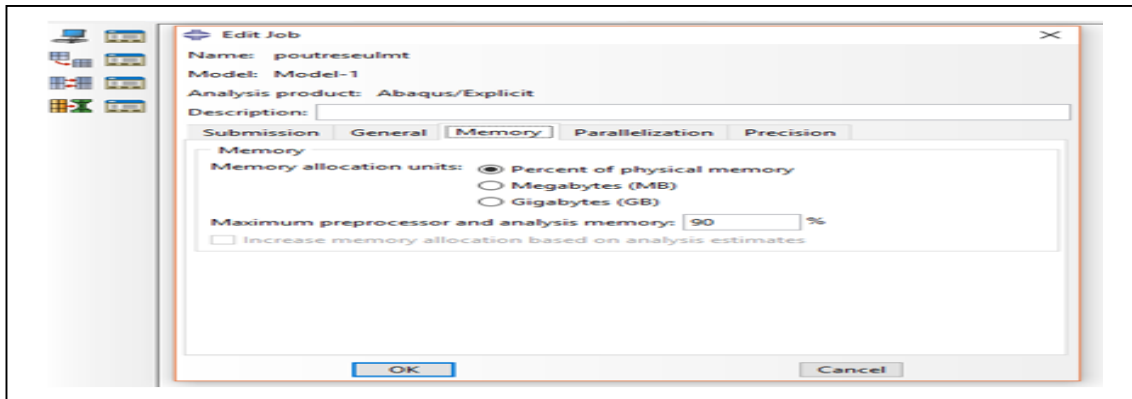 Edit Job
Name: poutreseulmt
Model: Model-1
Analysis product: Abaqus/Explicit
Description:
Submission General Memory Parallelization Precision
Memory
Memory allocation units: Percent of physical memory
Megabytes (MB)
Gigabytes (GB)
Maximum preprocessor and analysis memory: 90 %
Increase memory allocation based on analysis estimates
OK Cancel